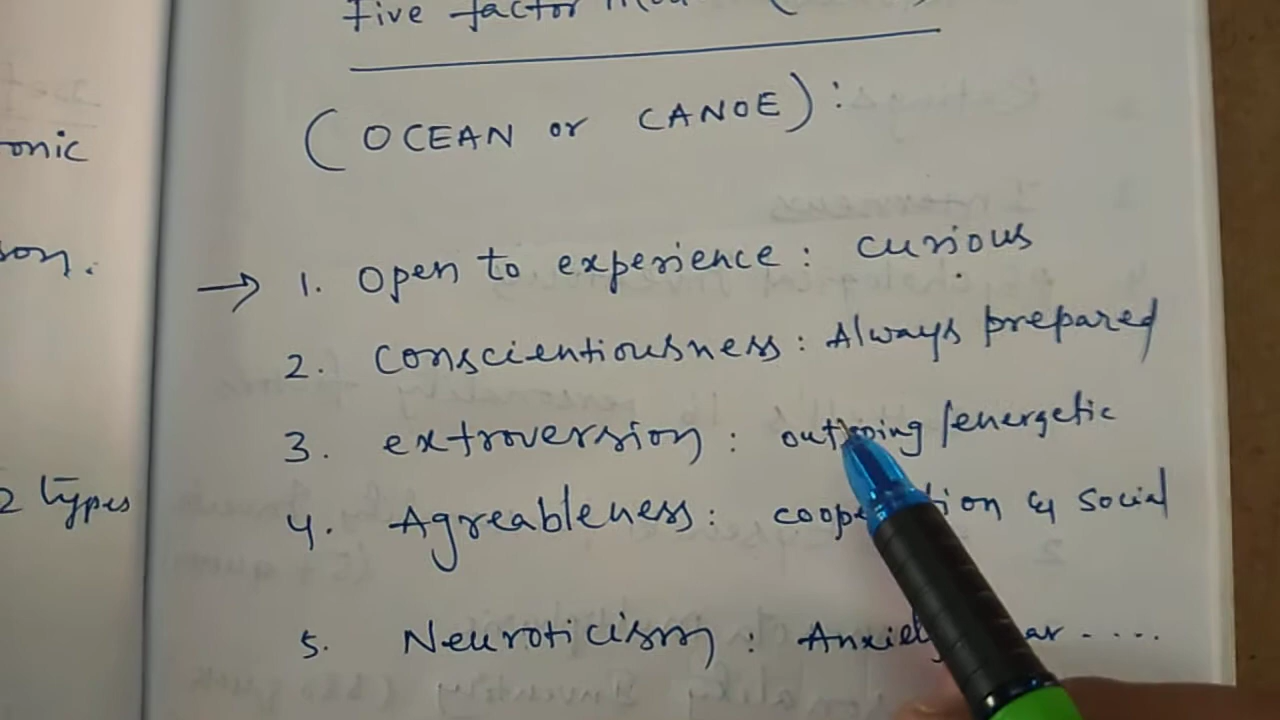 Five factor
(OCEAN or CANOE):
→ 1. Open to experience: curious
2. Conscientiousness: Always prepared
3. extroversion: outgoing/energetic
4. Agreableness: & social
5. Neuroticism: ....
onic
son.
2 types